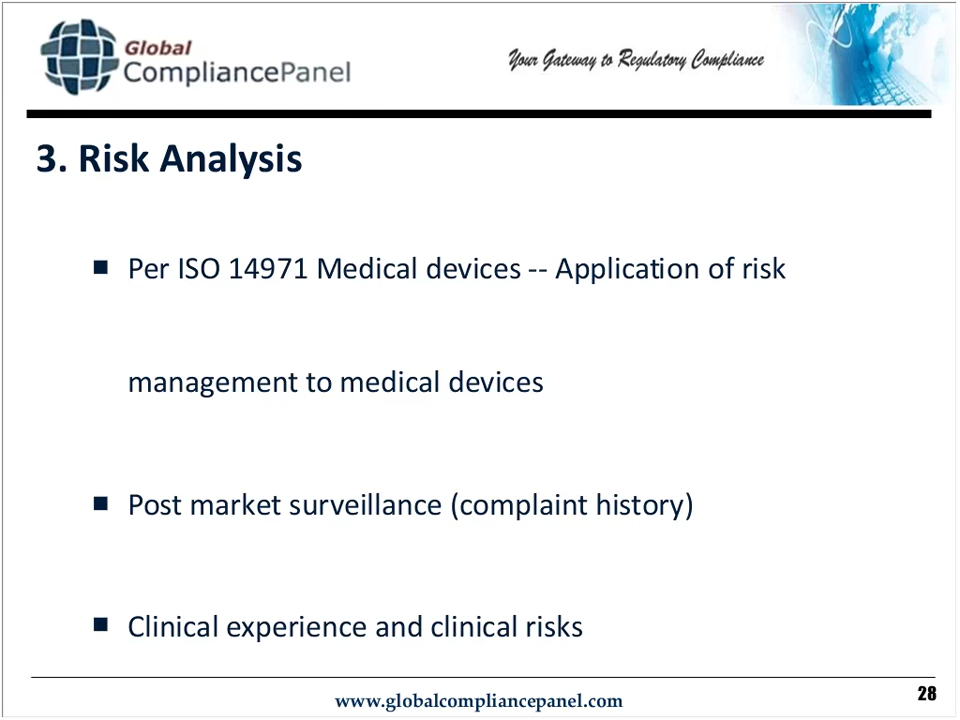 Global
CompliancePanel
Your Gateway to Regulatory Compliance
3. Risk Analysis
■ Per ISO 14971 Medical devices -- Application of risk
management to medical devices
■ Post market surveillance (complaint history)
■ Clinical experience and clinical risks
www.globalcompliancepanel.com
28